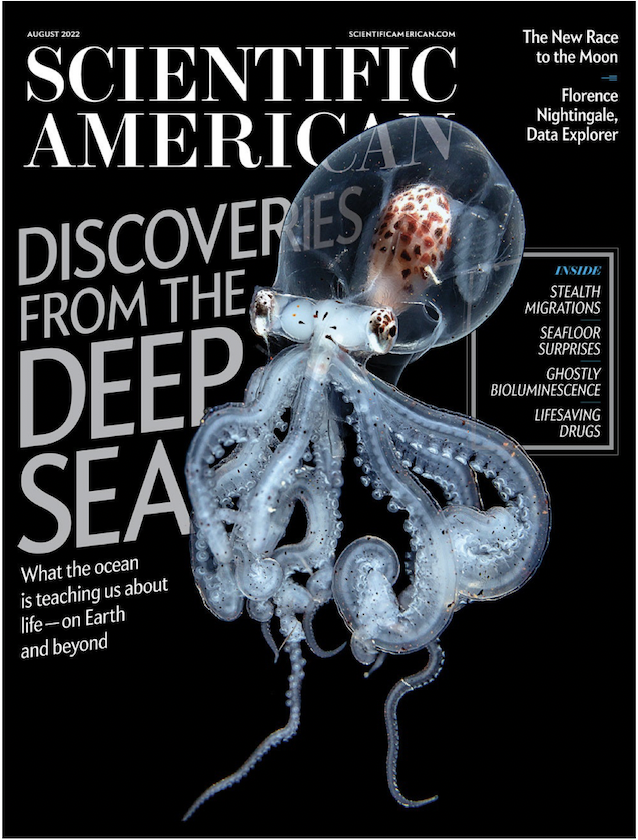 AUGUST 2022
SCIENTIFICAMERICAN.COM
SCIENTIFIC
AMERICAN
The New Race
to the Moon
Florence
Nightingale,
Data Explorer
DISCOVERIES
FROM THE
DEEP
SEA
What the ocean
is teaching us about
life—on Earth
and beyond
INSIDE
STEALTH
MIGRATIONS
SEAFLOOR
SURPRISES
GHOSTLY
BIOLUMINESCENCE
LIFESAVING
DRUGS